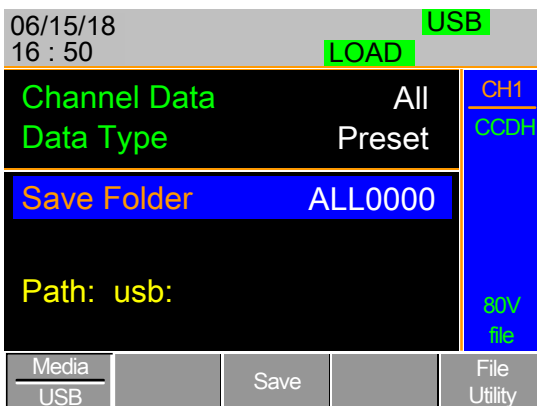 06/15/18 USB
16 : 50 LOAD
Channel Data All
Data Type Preset
Save Folder ALL0000
Path: usb:
CH1
CCDH
80V
file
Media
USB
Save
File
Utility